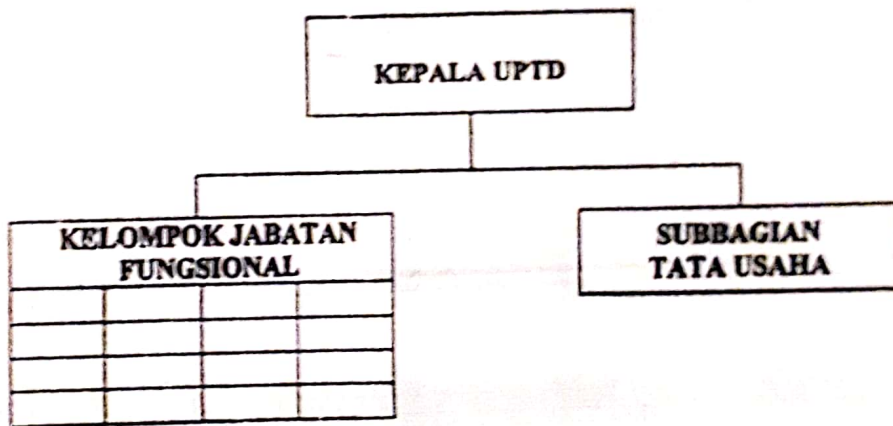 KEPALA UPTD
KELOMPOK JABATAN
FUNGSIONAL
SUBBAGIAN
TATA USAHA